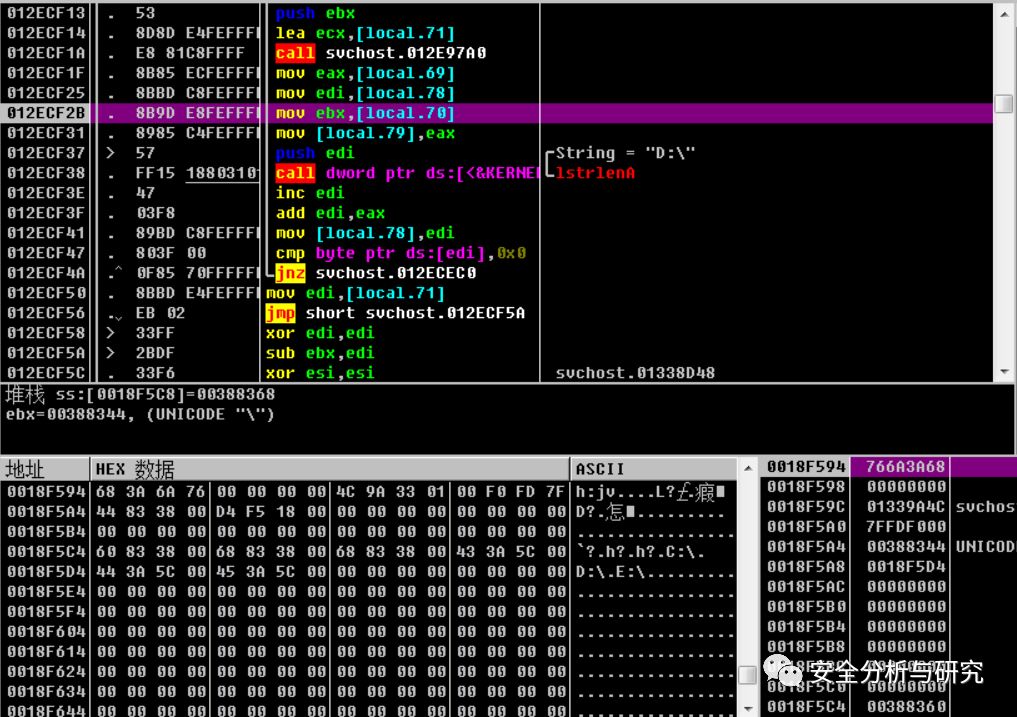 012ECF13 . 53 push ebx
012ECF14 . 8D8D E4FEFFF lea ecx,[local.71]
012ECF1A . E8 81C8FFFF call svchost.012E97A0
012ECF1F . 8B85 ECFEFFF mov eax,[local.69]
012ECF25 . 8BBD C8FEFFF mov edi,[local.78]
012ECF2B . 8B9D E8FEFFF mov ebx,[local.70]
012ECF31 . 8985 C4FEFFF mov [local.79],eax
012ECF37 > 57 push edi String = "D:\"
012ECF38 . FF15 1880310 call dword ptr ds:[<&KERNE lstrlenA
012ECF3E . 47 inc edi
012ECF3F . 03F8 add edi,eax
012ECF41 . 89BD C8FEFFF mov [local.78],edi
012ECF47 . 803F 00 cmp byte ptr ds:[edi],0x0
012ECF4A .^ 0F85 70FFFFF jnz svchost.012ECEC0
012ECF50 . 8BBD E4FEFFF mov edi,[local.71]
012ECF56 . EB 02 jmp short svchost.012ECF5A
012ECF58 > 33FF xor edi,edi
012ECF5A > 2BDF sub ebx,edi
012ECF5C . 33F6 xor esi,esi svchost.01338D48
堆栈 ss:[0018F5C8]=00388368
ebx=00388344, (UNICODE "\")
地址 HEX 数据 ASCII
0018F594 68 3A 6A 76 00 00 00 00 4C 9A 33 01 00 F0 FD 7F h:jv....L?£.瘕
0018F5A4 44 83 38 00 D4 F5 18 00 00 00 00 00 00 00 00 00 D?.怎.........
0018F5B4 00 00 00 00 00 00 00 00 00 00 00 00 00 00 00 00 ................
0018F5C4 60 83 38 00 68 83 38 00 68 83 38 00 43 3A 5C 00 `?.h?.h?.C:\.
0018F5D4 44 3A 5C 00 45 3A 5C 00 00 00 00 00 00 00 00 00 D:\.E:\.........
0018F5E4 00 00 00 00 00 00 00 00 00 00 00 00 00 00 00 00 ................
0018F5F4 00 00 00 00 00 00 00 00 00 00 00 00 00 00 00 00 ................
0018F604 00 00 00 00 00 00 00 00 00 00 00 00 00 00 00 00 ................
0018F614 00 00 00 00 00 00 00 00 00 00 00 00 00 00 00 00 ................
0018F624 00 00 00 00 00 00 00 00 00 00 00 00 00 00 00 00 ................
0018F634 00 00 00 00 00 00 00 00 00 00 00 00 00 00 00 00 ................
0018F644 00 00 00 00 00 00 00 00 00 00 00 00 00 00 00 00 ................
0018F594 766A3A68
0018F598 00000000
0018F59C 01339A4C svchos
0018F5A0 7FFDF000
0018F5A4 00388344 UNICOD
0018F5A8 0018F5D4
0018F5AC 00000000
0018F5B0 00000000
0018F5B4 00000000
0018F5B8 00000000
0018F5C0 00000000
0018F5C4 00388360
安全分析与研究